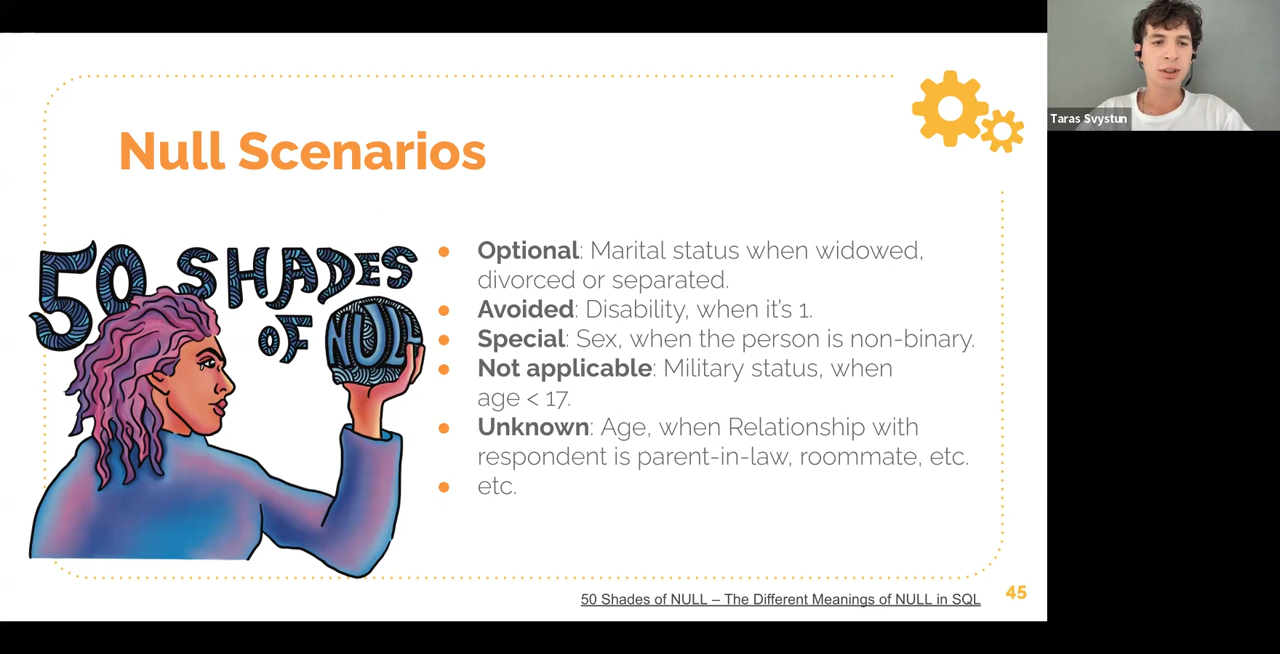 Taras Svystun
Null Scenarios
50 SHADES
OF NULL
● Optional: Marital status when widowed,
divorced or separated.
● Avoided: Disability, when it's 1.
● Special: Sex, when the person is non-binary.
● Not applicable: Military status, when
age < 17.
● Unknown: Age, when Relationship with
respondent is parent-in-law, roommate, etc.
● etc.
50 Shades of NULL – The Different Meanings of NULL in SQL
45